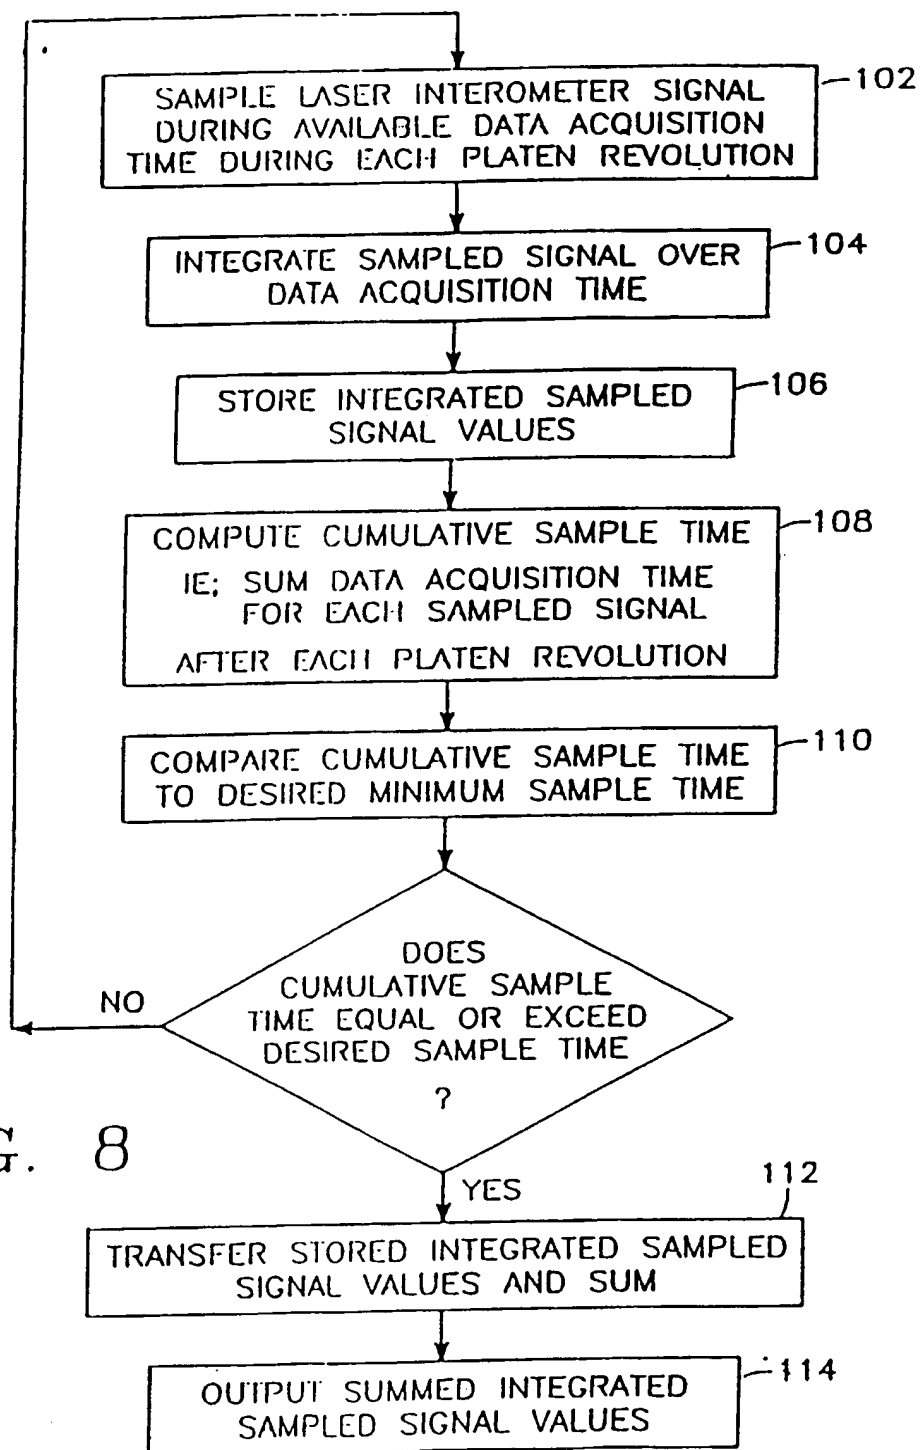 102
SAMPLE LASER INTEROMETER SIGNAL
DURING AVAILABLE DATA ACQUISITION
TIME DURING EACH PLATEN REVOLUTION
104
INTEGRATE SAMPLED SIGNAL OVER
DATA ACQUISITION TIME
106
STORE INTEGRATED SAMPLED
SIGNAL VALUES
108
COMPUTE CUMULATIVE SAMPLE TIME
IE; SUM DATA ACQUISITION TIME
FOR EACH SAMPLED SIGNAL
AFTER EACH PLATEN REVOLUTION
110
COMPARE CUMULATIVE SAMPLE TIME
TO DESIRED MINIMUM SAMPLE TIME
DOES
CUMULATIVE SAMPLE
TIME EQUAL OR EXCEED
DESIRED SAMPLE TIME
?
NO
G. 8
YES
112
TRANSFER STORED INTEGRATED SAMPLED
SIGNAL VALUES AND SUM
114
OUTPUT SUMMED INTEGRATED
SAMPLED SIGNAL VALUES